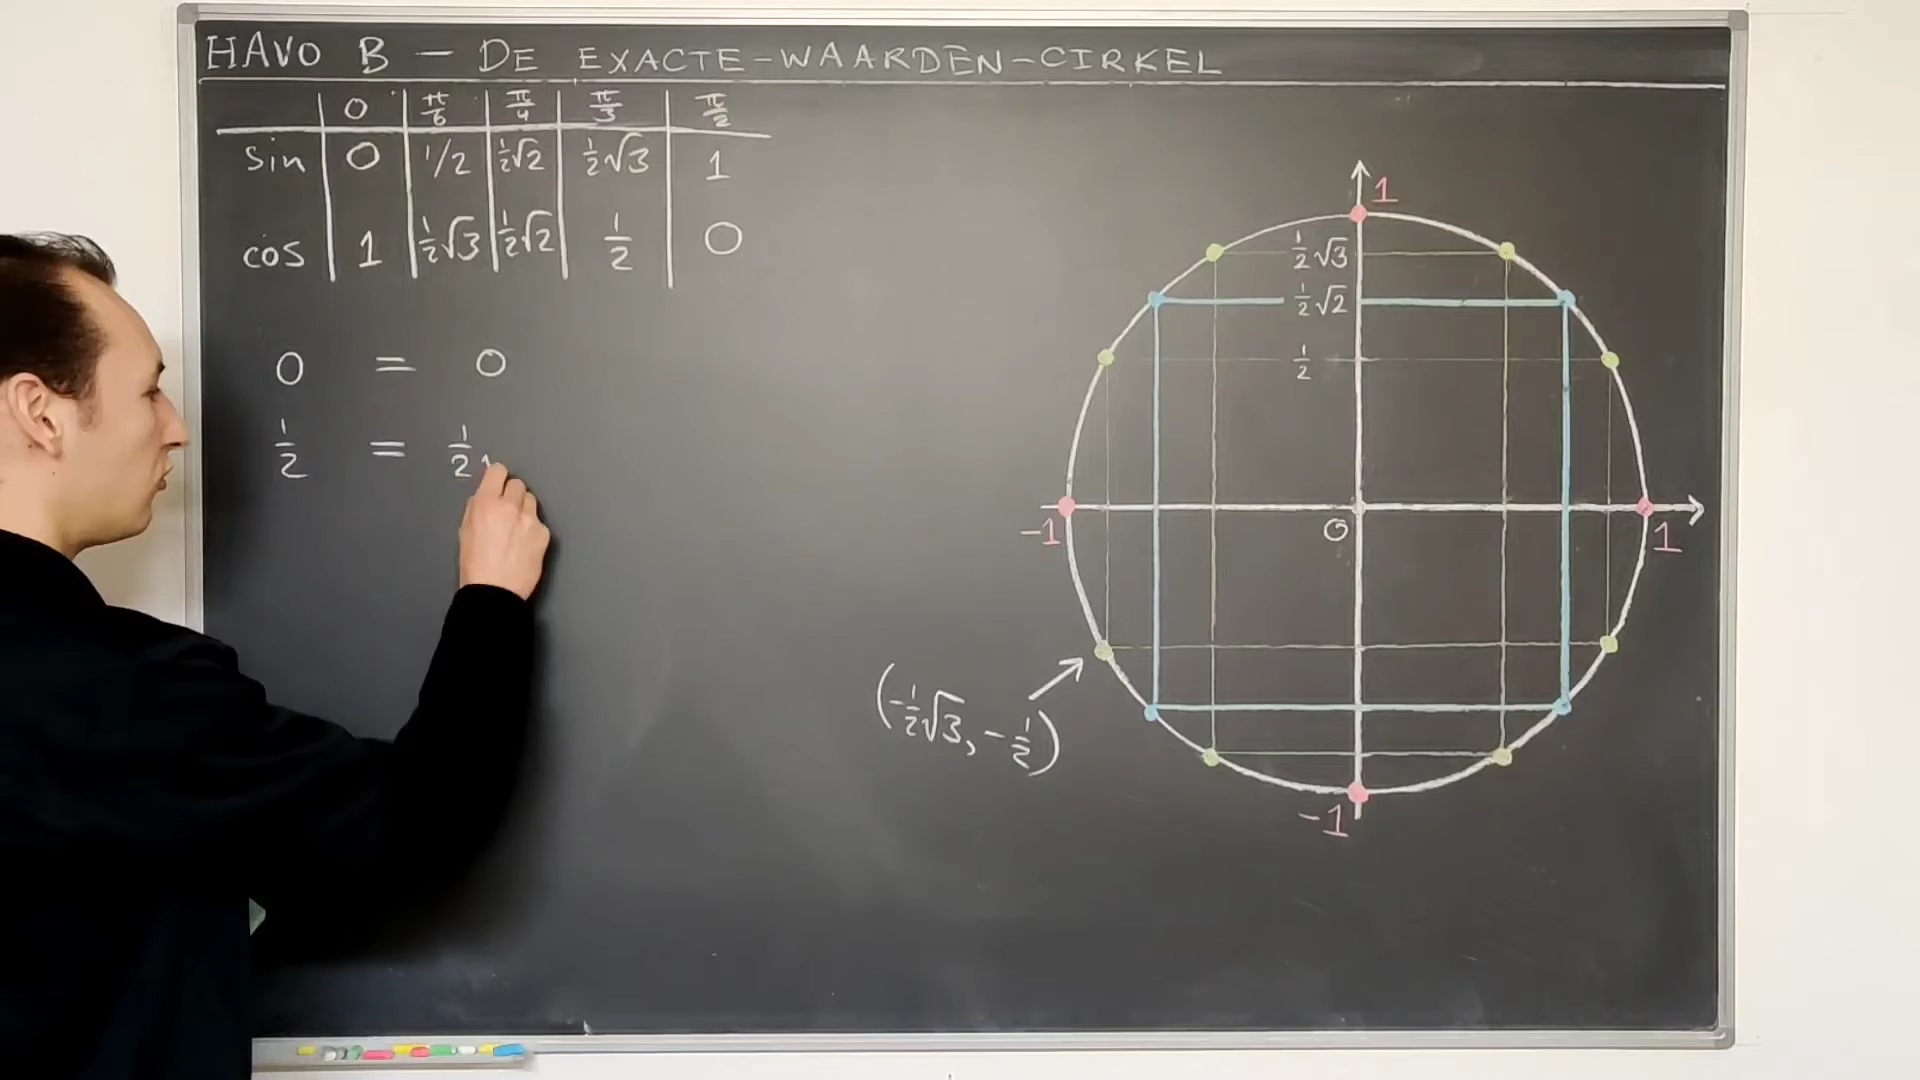 HAVO B - DE EXACTE-WAARDEN-CIRKEL
0 π/6 π/4 π/3 π/2
sin 0 1/2 ½√2 ½√3 1
cos 1 ½√3 ½√2 ½ 0
0 = 0
½ = ½
1
½√3
½√2
½
-1 0 1
(-½√3, -½)
-1